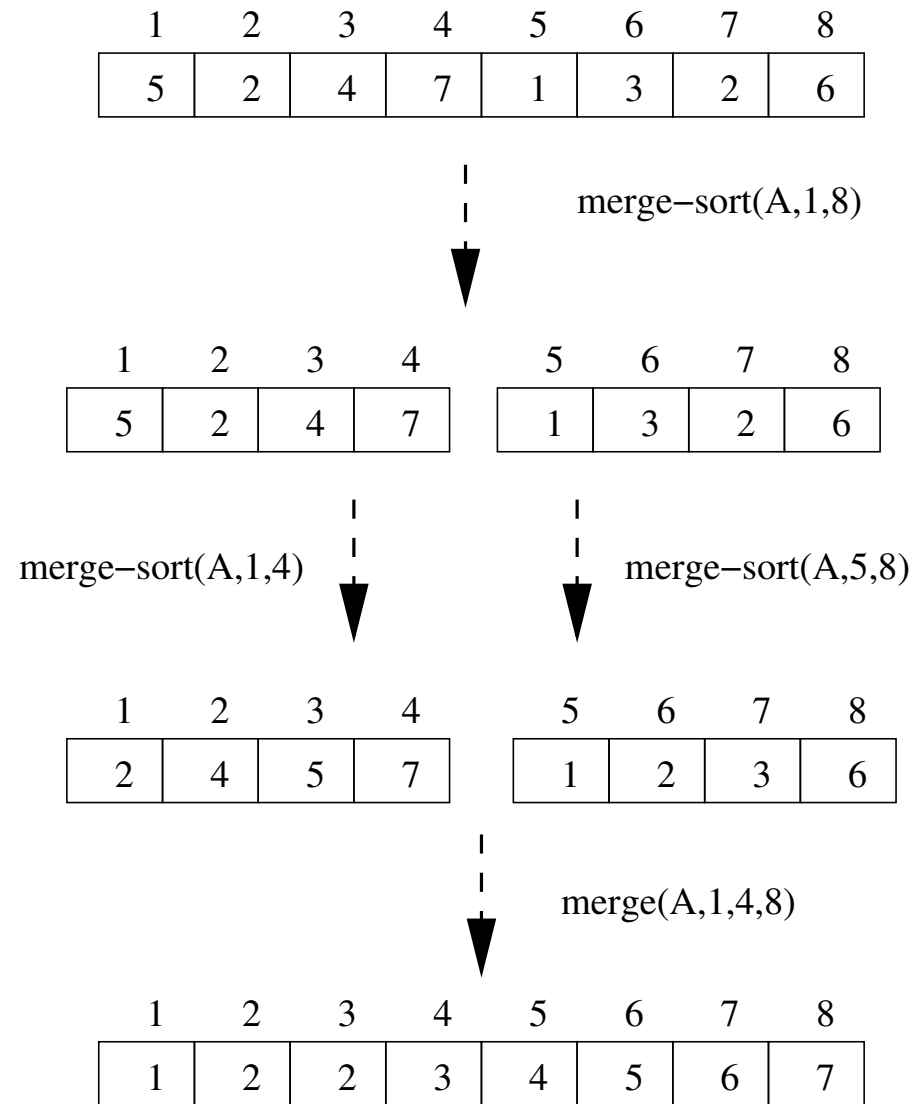 1 2 3 4 5 6 7 8
5 2 4 7 1 3 2 6
merge−sort(A,1,8)
1 2 3 4 5 6 7 8
5 2 4 7 1 3 2 6
merge−sort(A,1,4) merge−sort(A,5,8)
1 2 3 4 5 6 7 8
2 4 5 7 1 2 3 6
merge(A,1,4,8)
1 2 3 4 5 6 7 8
1 2 2 3 4 5 6 7